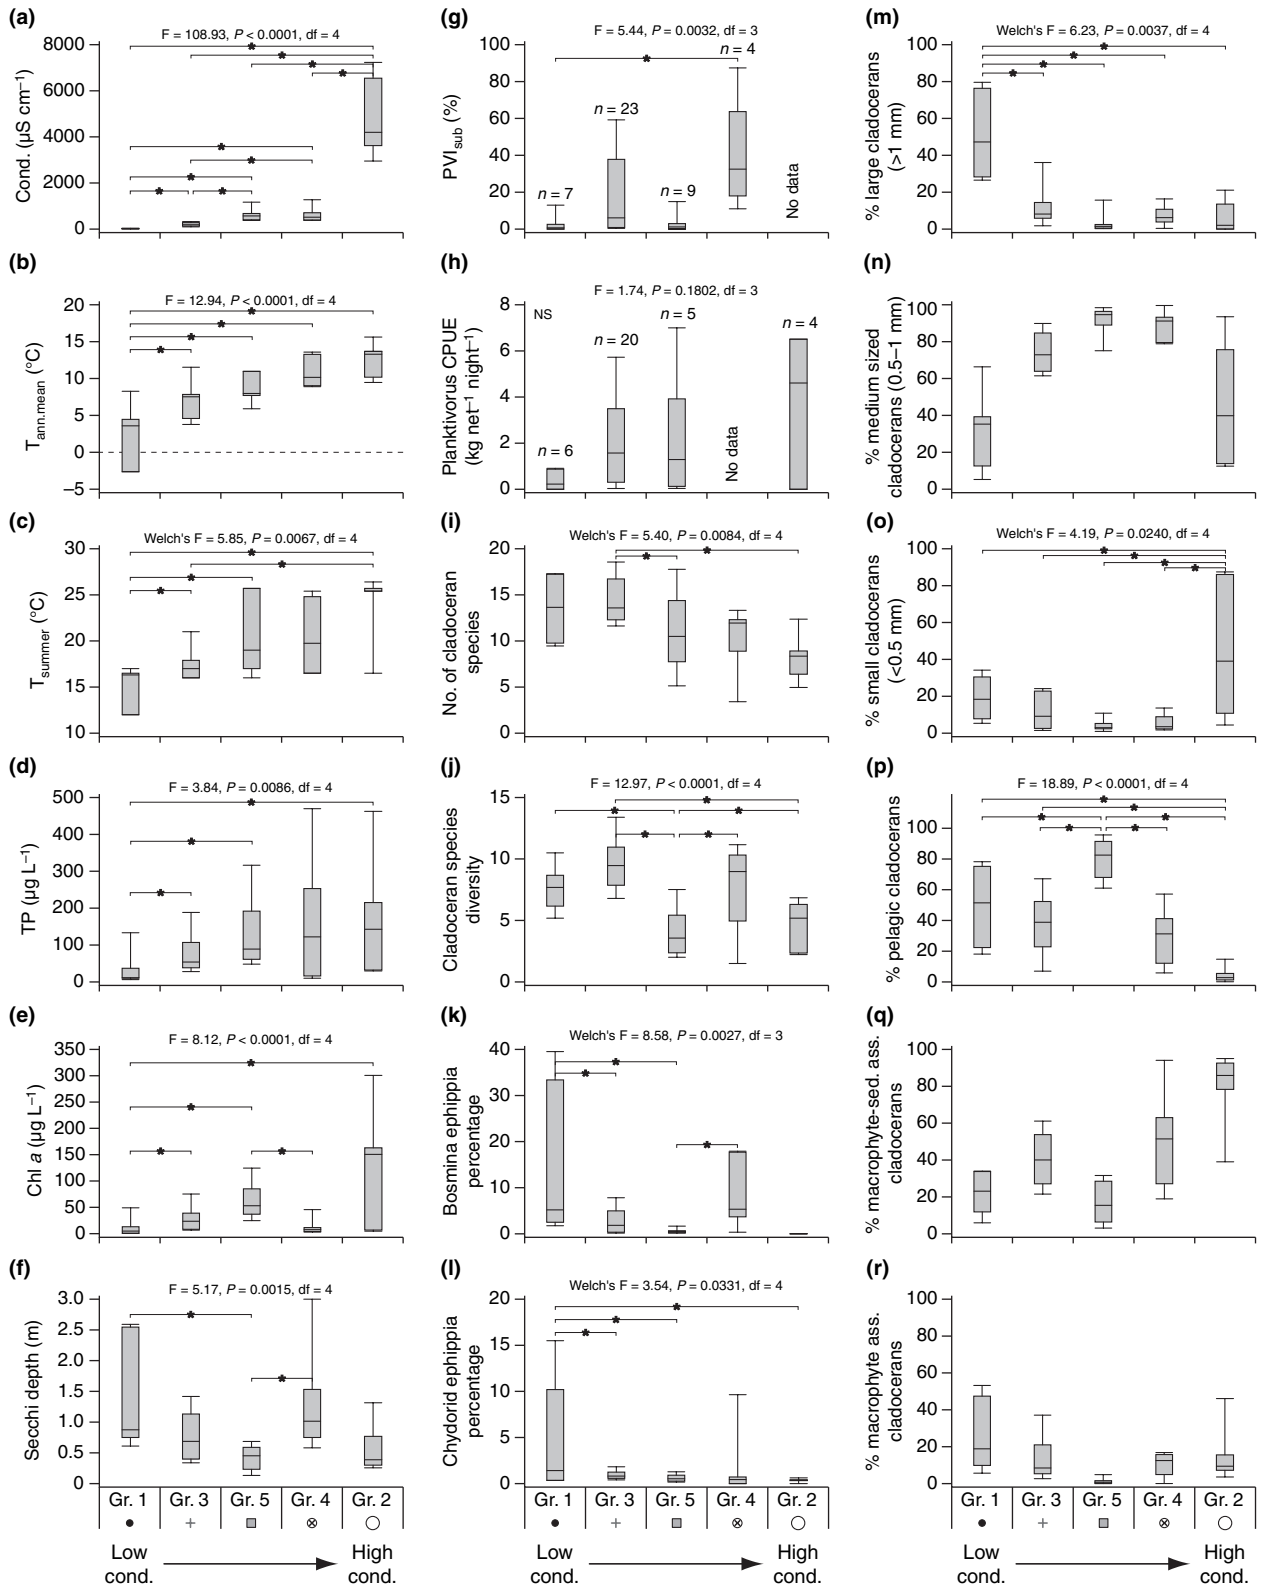 (a)
F = 108.93, P < 0.0001, df = 4
Cond. (µS cm–1)
8000
6000
4000
2000
0
* * * * * * * * *
(b)
F = 12.94, P < 0.0001, df = 4
Tann.mean (°C)
20
15
10
5
0
–5
* * * *
(c)
Welch's F = 5.85, P = 0.0067, df = 4
Tsummer (°C)
30
25
20
15
10
* * * *
(d)
F = 3.84, P = 0.0086, df = 4
TP (µg L–1)
500
400
300
200
100
0
* * *
(e)
F = 8.12, P < 0.0001, df = 4
Chl a (µg L–1)
350
300
250
200
150
100
50
0
* * * *
(f)
F = 5.17, P = 0.0015, df = 4
Secchi depth (m)
3.0
2.5
2.0
1.5
1.0
0.5
0
* *
Gr. 1 Gr. 3 Gr. 5 Gr. 4 Gr. 2
Low High
cond. cond.
(g)
F = 5.44, P = 0.0032, df = 3
PVIsub (%)
100
80
60
40
20
0
*
n = 7
n = 23
n = 9
n = 4
No data
(h)
F = 1.74, P = 0.1802, df = 3
Planktivorus CPUE
(kg net–1 night–1)
8
6
4
2
0
NS
n = 6
n = 20
n = 5
No data
n = 4
(i)
Welch's F = 5.40, P = 0.0084, df = 4
No. of cladoceran
species
20
15
10
5
0
* *
(j)
F = 12.97, P < 0.0001, df = 4
Cladoceran species
diversity
15
10
5
0
* * * * *
(k)
Welch's F = 8.58, P = 0.0027, df = 3
Bosmina ephippia
percentage
40
30
20
10
0
* * *
(l)
Welch's F = 3.54, P = 0.0331, df = 4
Chydorid ephippia
percentage
20
15
10
5
0
* * *
Gr. 1 Gr. 3 Gr. 5 Gr. 4 Gr. 2
Low High
cond. cond.
(m)
Welch's F = 6.23, P = 0.0037, df = 4
% large cladocerans
(>1 mm)
100
80
60
40
20
0
* * * *
(n)
% medium sized
cladocerans (0.5–1 mm)
100
80
60
40
20
0
(o)
Welch's F = 4.19, P = 0.0240, df = 4
% small cladocerans
(<0.5 mm)
100
80
60
40
20
0
* * * *
(p)
F = 18.89, P < 0.0001, df = 4
% pelagic cladocerans
100
80
60
40
20
0
* * * * * *
(q)
% macrophyte-sed. ass.
cladocerans
100
80
60
40
20
0
(r)
% macrophyte ass.
cladocerans
100
80
60
40
20
0
Gr. 1 Gr. 3 Gr. 5 Gr. 4 Gr. 2
Low High
cond. cond.